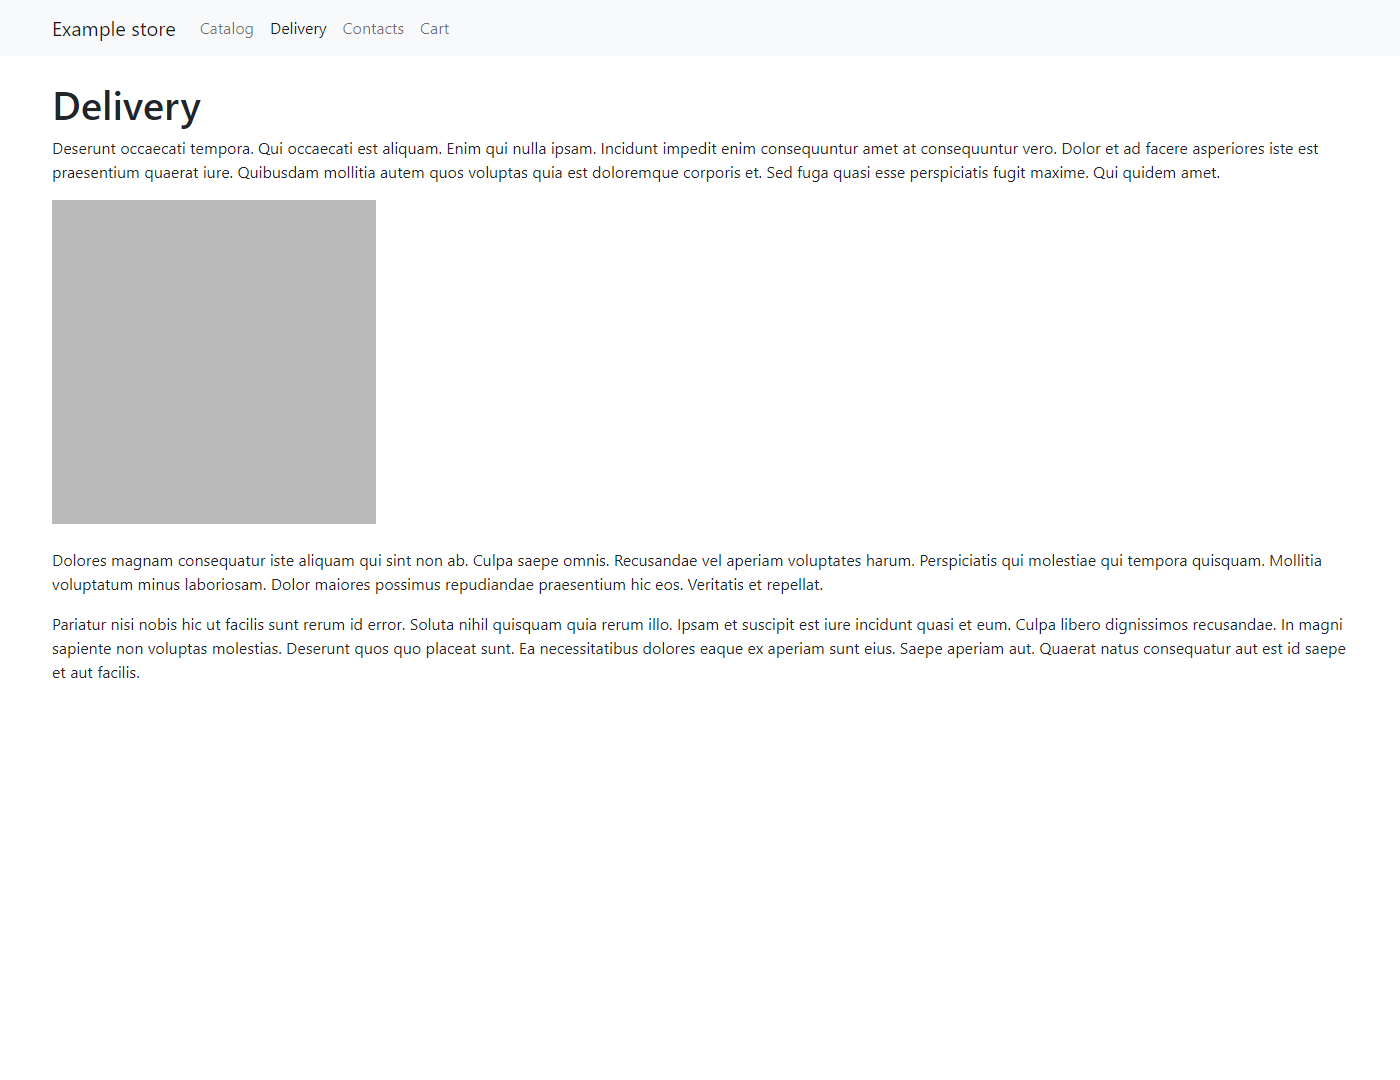 Example store Catalog Delivery Contacts Cart
Delivery
Deserunt occaecati tempora. Qui occaecati est aliquam. Enim qui nulla ipsam. Incidunt impedit enim consequuntur amet at consequuntur vero. Dolor et ad facere asperiores iste est
praesentium quaerat iure. Quibusdam mollitia autem quos voluptas quia est doloremque corporis et. Sed fuga quasi esse perspiciatis fugit maxime. Qui quidem amet.
Dolores magnam consequatur iste aliquam qui sint non ab. Culpa saepe omnis. Recusandae vel aperiam voluptates harum. Perspiciatis qui molestiae qui tempora quisquam. Mollitia
voluptatum minus laboriosam. Dolor maiores possimus repudiandae praesentium hic eos. Veritatis et repellat.
Pariatur nisi nobis hic ut facilis sunt rerum id error. Soluta nihil quisquam quia rerum illo. Ipsam et suscipit est iure incidunt quasi et eum. Culpa libero dignissimos recusandae. In magni
sapiente non voluptas molestias. Deserunt quos quo placeat sunt. Ea necessitatibus dolores eaque ex aperiam sunt eius. Saepe aperiam aut. Quaerat natus consequatur aut est id saepe
et aut facilis.